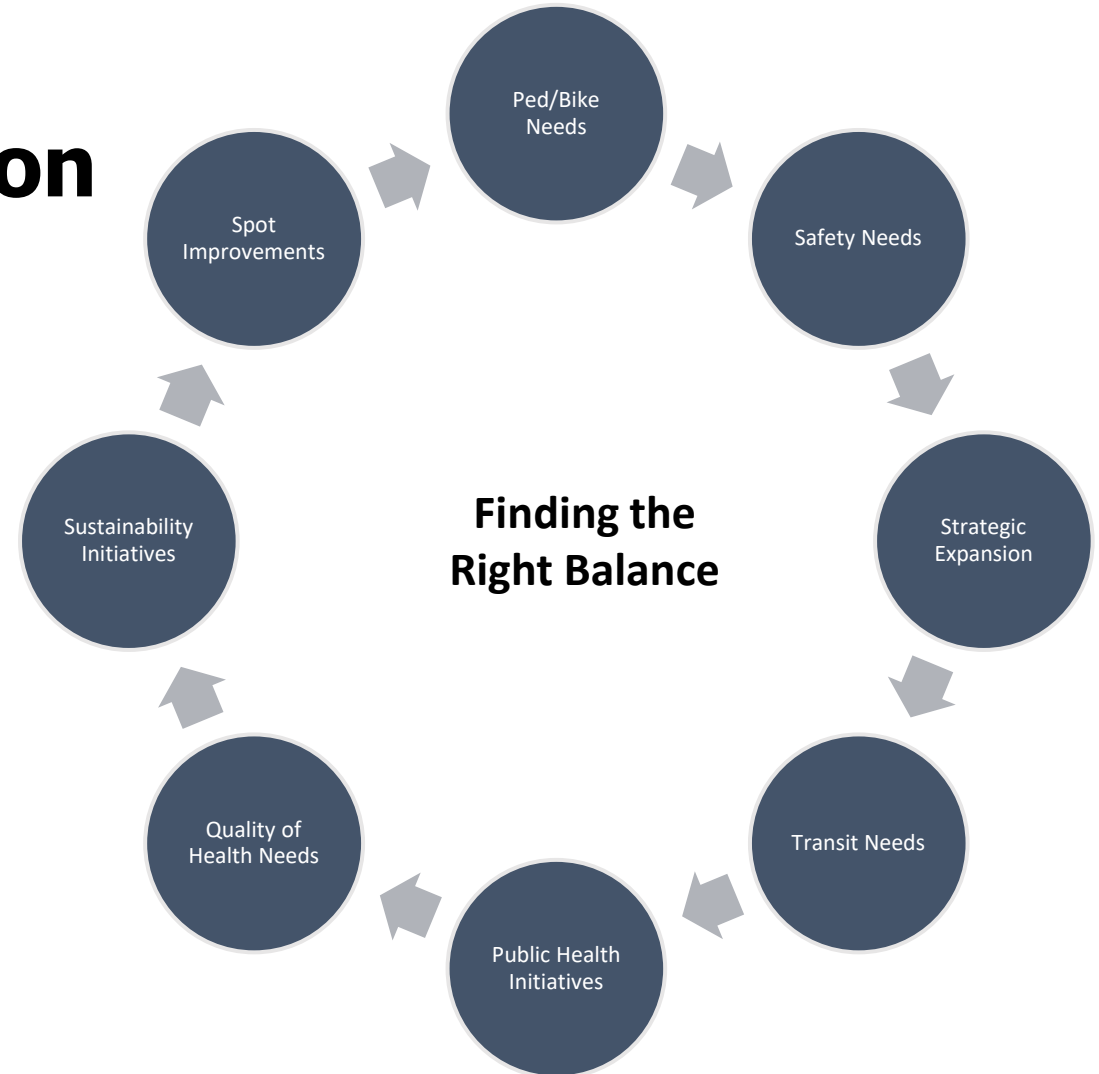 on
Ped/Bike
Needs
Safety Needs
Strategic
Expansion
Transit Needs
Public Health
Initiatives
Quality of
Health Needs
Sustainability
Initiatives
Spot
Improvements
Finding the
Right Balance